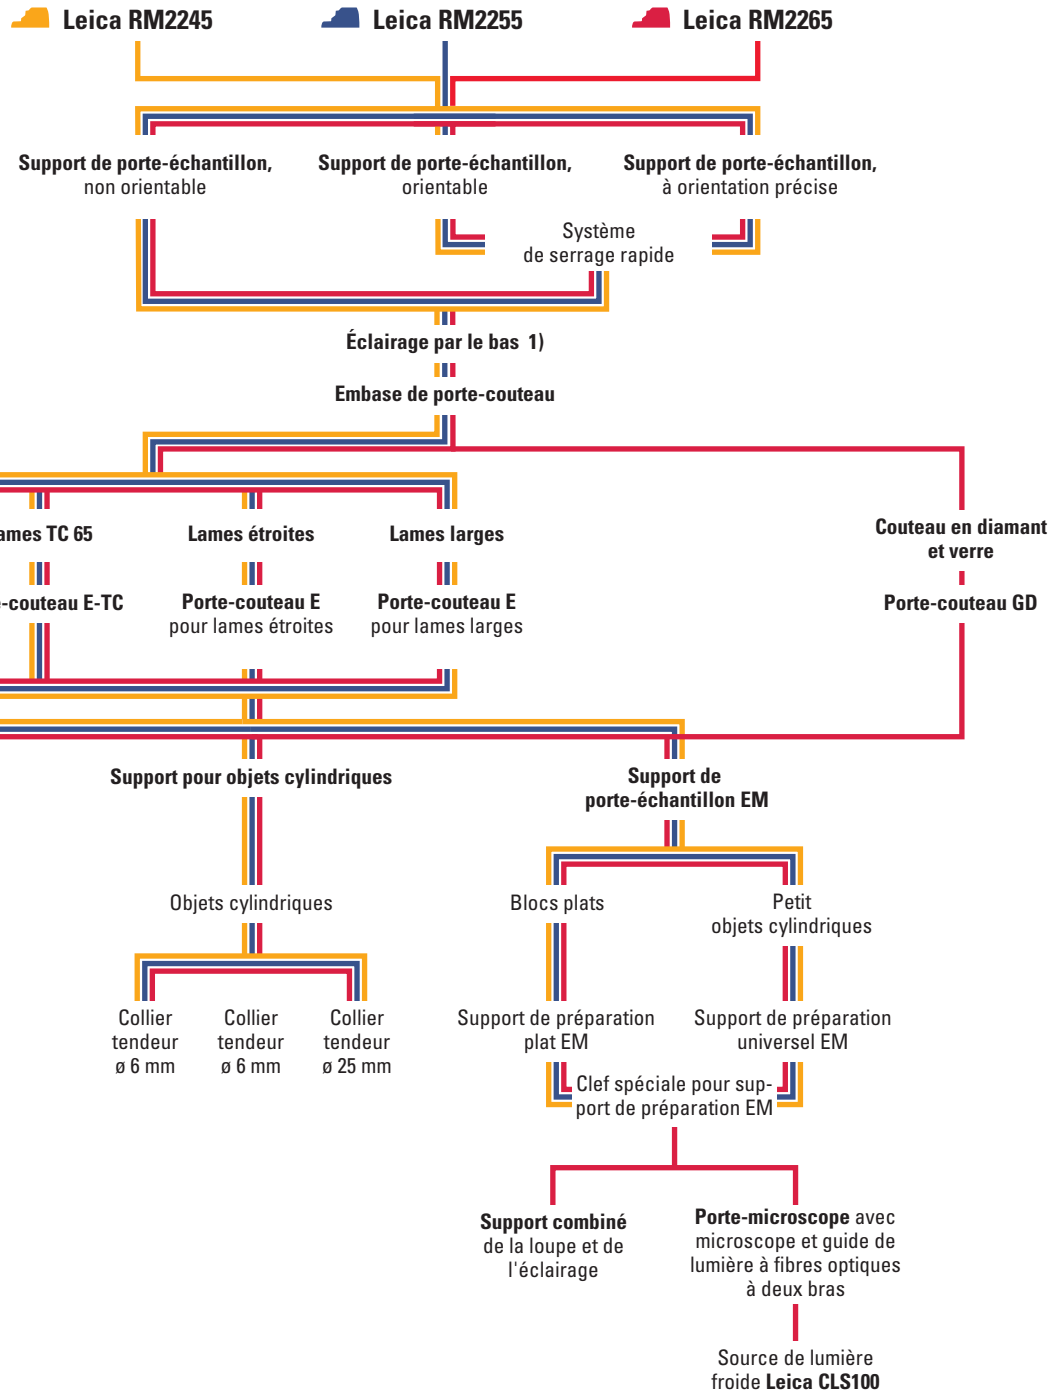 Leica RM2245
Leica RM2255
Leica RM2265
Support de porte-échantillon,
non orientable
Support de porte-échantillon,
orientable
Support de porte-échantillon,
à orientation précise
Système
de serrage rapide
Éclairage par le bas 1)
Embase de porte-couteau
ames TC 65
Lames étroites
Lames larges
Couteau en diamant
et verre
-couteau E-TC
Porte-couteau E
pour lames étroites
Porte-couteau E
pour lames larges
Porte-couteau GD
Support pour objets cylindriques
Support de
porte-échantillon EM
Objets cylindriques
Blocs plats
Petit
objets cylindriques
Collier
tendeur
ø 6 mm
Collier
tendeur
ø 6 mm
Collier
tendeur
ø 25 mm
Support de préparation
plat EM
Support de préparation
universel EM
Clef spéciale pour sup-
port de préparation EM
Support combiné
de la loupe et de
l'éclairage
Porte-microscope avec
microscope et guide de
lumière à fibres optiques
à deux bras
Source de lumière
froide Leica CLS100